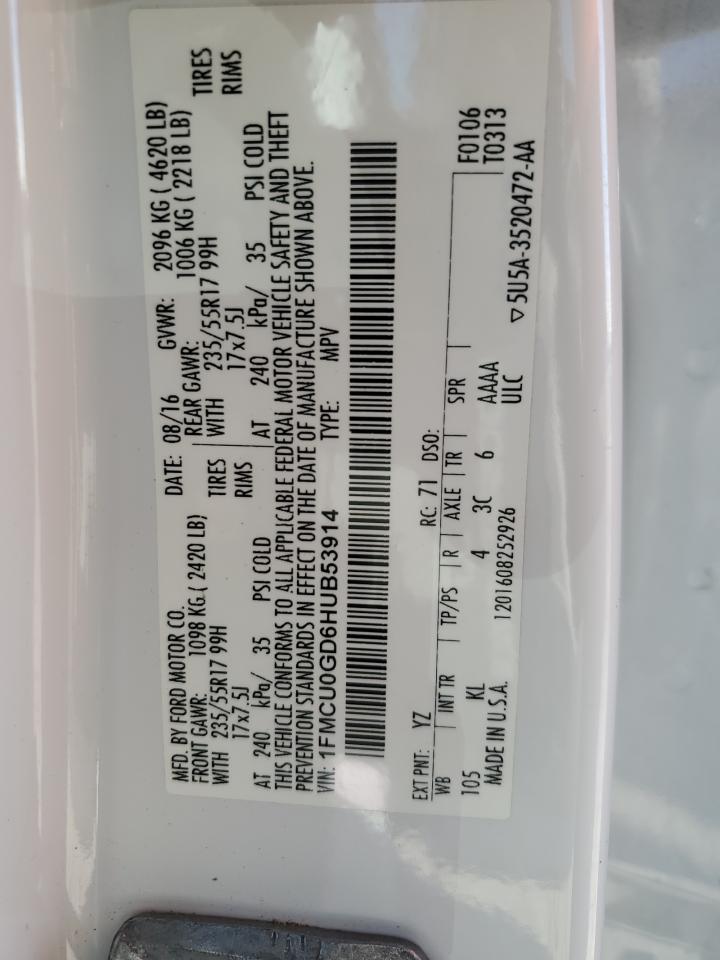 MFD. BY FORD MOTOR CO. DATE: 08/16 GVWR: 2096 KG ( 4620 LB)
FRONT GAWR: 1098 KG ( 2420 LB) REAR GAWR: 1006 KG ( 2218 LB)
WITH 235/55R17 99H TIRES WITH 235/55R17 99H TIRES
17x7.5J RIMS 17x7.5J RIMS
AT 240 kPa/ 35 PSI COLD AT 240 kPa/ 35 PSI COLD
THIS VEHICLE CONFORMS TO ALL APPLICABLE FEDERAL MOTOR VEHICLE SAFETY AND THEFT
PREVENTION STANDARDS IN EFFECT ON THE DATE OF MANUFACTURE SHOWN ABOVE.
VIN: 1FMCU0GD6HUB53914 TYPE: MPV
EXT PNT: YZ RC: 71 DSO: F0106
WB INT TR TP/PS R AXLE TR SPR T0313
105 KL 4 3C 6 AAAA
MADE IN U.S.A. 1201608252926 ULC
▽5U5A-3520472-AA